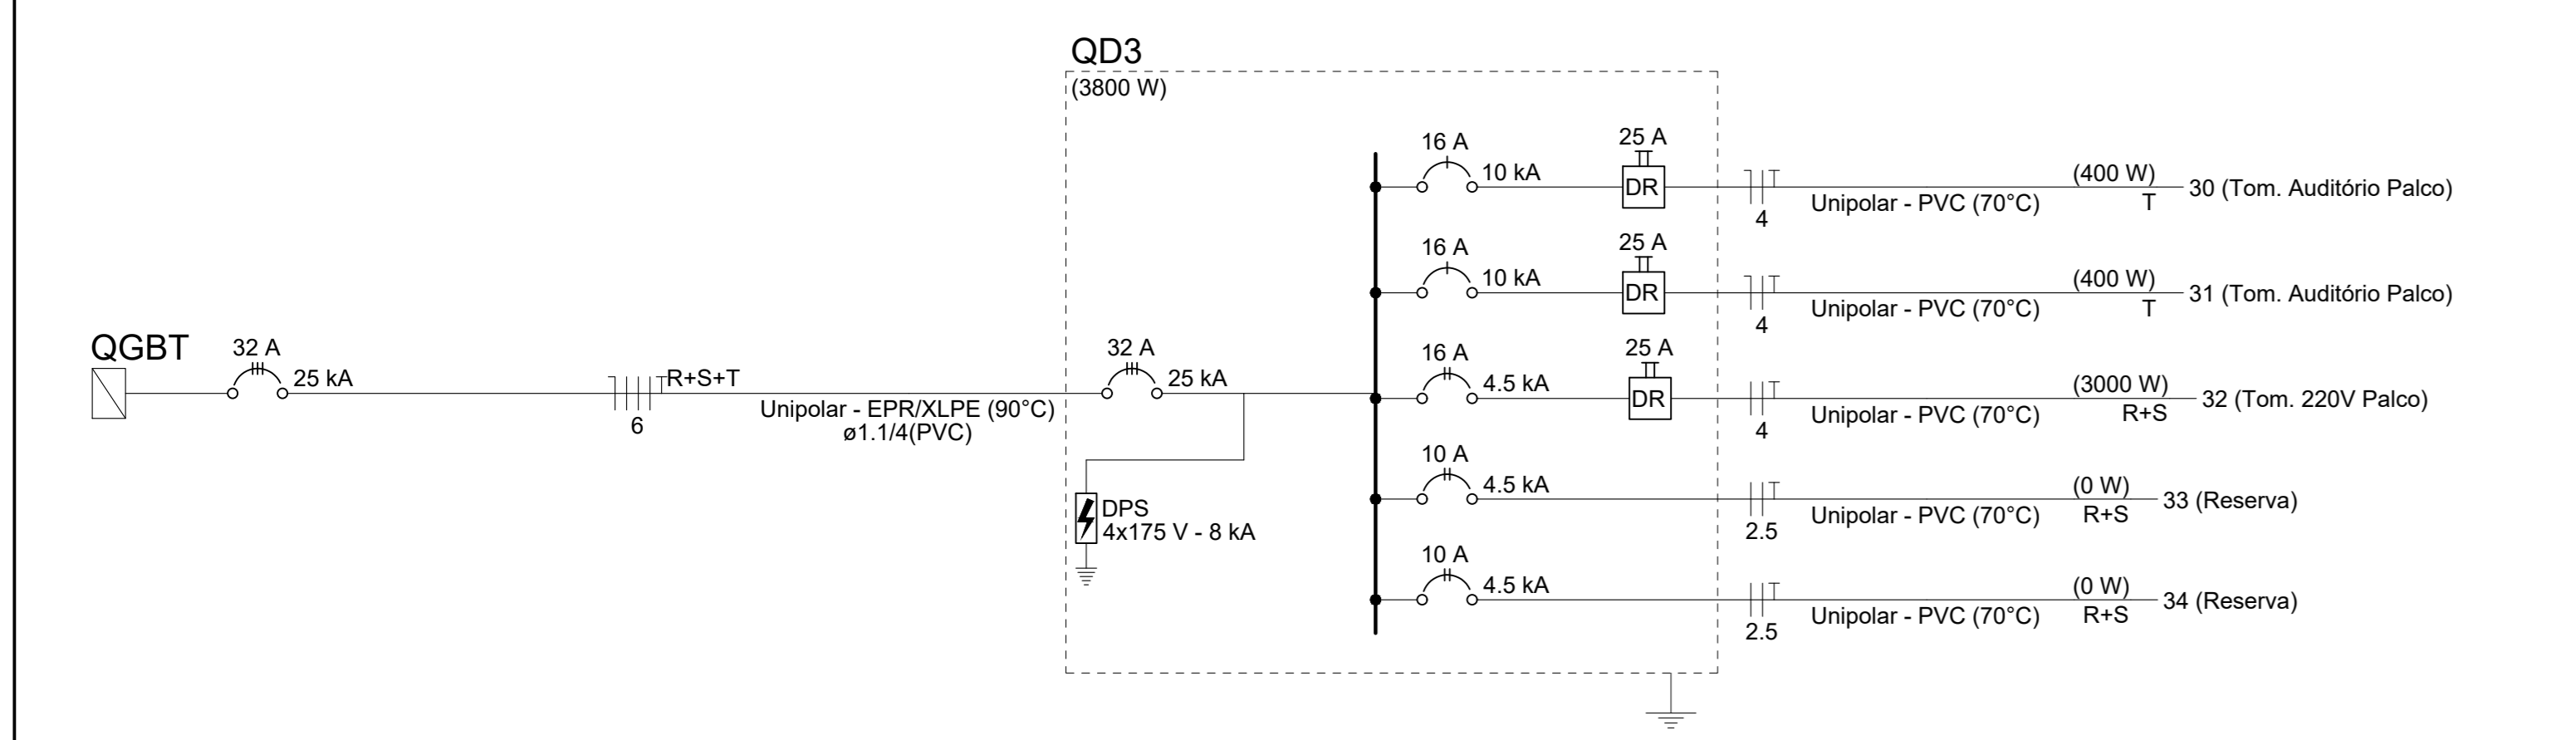 QD3
(3800 W)
16 A
10 kA
25 A
DR
4
Unipolar - PVC (70°C)
(400 W)
T
30 (Tom. Auditório Palco)
16 A
10 kA
25 A
DR
4
Unipolar - PVC (70°C)
(400 W)
T
31 (Tom. Auditório Palco)
QGBT
32 A
25 kA
R+S+T
6
Unipolar - EPR/XLPE (90°C)
ø1.1/4(PVC)
32 A
25 kA
16 A
4.5 kA
25 A
DR
4
Unipolar - PVC (70°C)
(3000 W)
R+S
32 (Tom. 220V Palco)
DPS
4x175 V - 8 kA
10 A
4.5 kA
2.5
Unipolar - PVC (70°C)
(0 W)
R+S
33 (Reserva)
10 A
4.5 kA
2.5
Unipolar - PVC (70°C)
(0 W)
R+S
34 (Reserva)